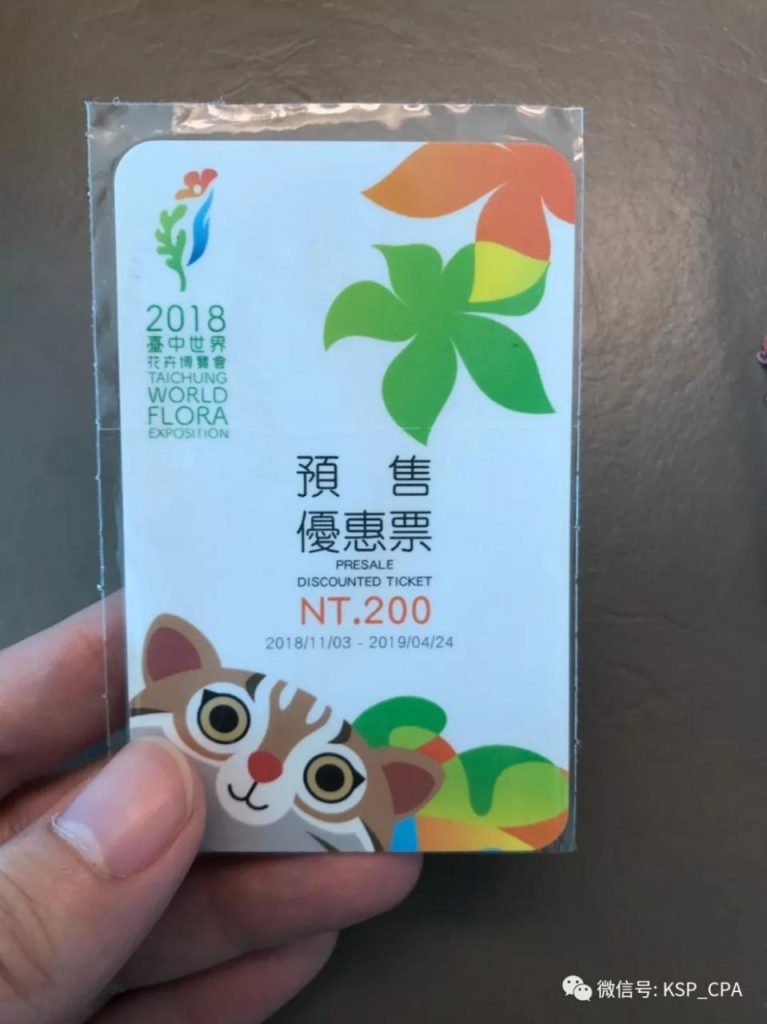 2018
臺中世界
花卉博覽會
TAICHUNG
WORLD
FLORA
EXPOSITION
預 售
優惠票
PRESALE
DISCOUNTED TICKET
NT.200
2018/11/03 - 2019/04/24
微信号: KSP_CPA